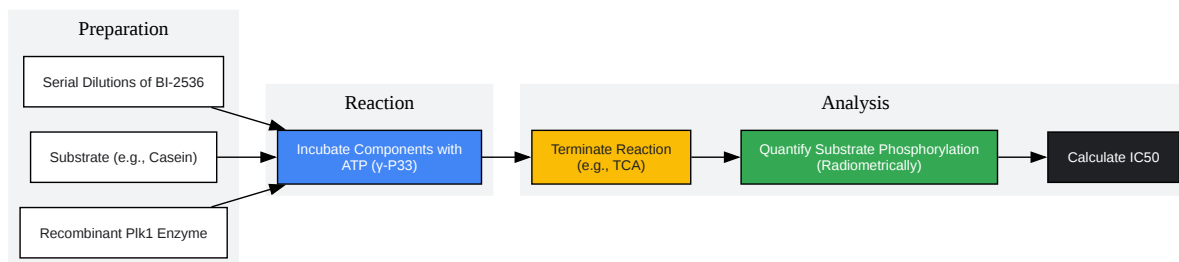 Preparation
Serial Dilutions of BI-2536
Substrate (e.g., Casein)
Recombinant Plk1 Enzyme
Reaction
Incubate Components with
ATP (γ-P33)
Analysis
Terminate Reaction
(e.g., TCA)
Quantify Substrate Phosphorylation
(Radiometrically)
Calculate IC50